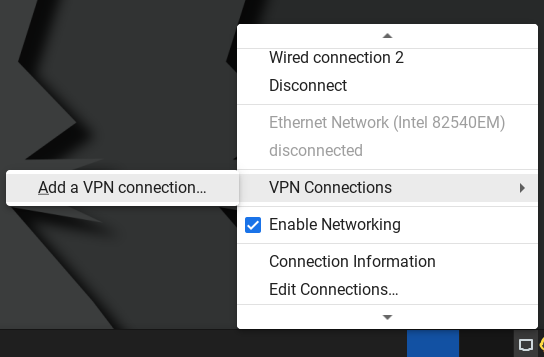 Wired connection 2
Disconnect
Ethernet Network (Intel 82540EM)
disconnected
Add a VPN connection...
VPN Connections
Enable Networking
Connection Information
Edit Connections...